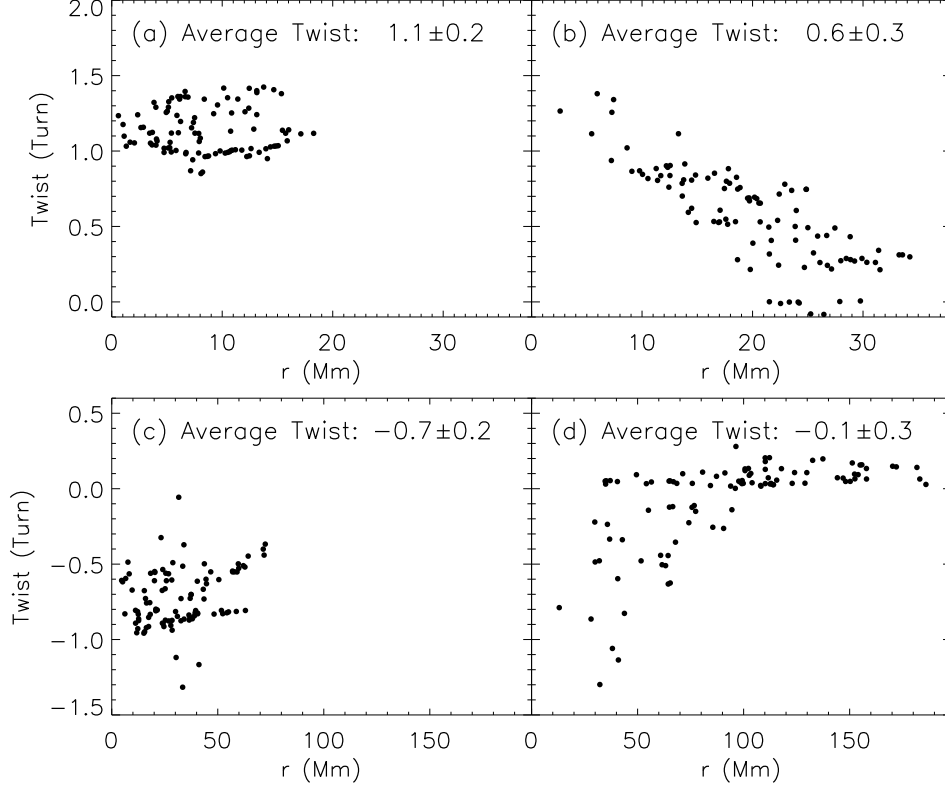 (a) Average Twist: 1.1±0.2
(b) Average Twist: 0.6±0.3
2.0
1.5
1.0
0.5
0.0
Twist (Turn)
0 10 20 30
0 10 20 30
r (Mm)
r (Mm)
(c) Average Twist: −0.7±0.2
(d) Average Twist: −0.1±0.3
0.5
0.0
−0.5
−1.0
−1.5
Twist (Turn)
0 50 100 150
0 50 100 150
r (Mm)
r (Mm)